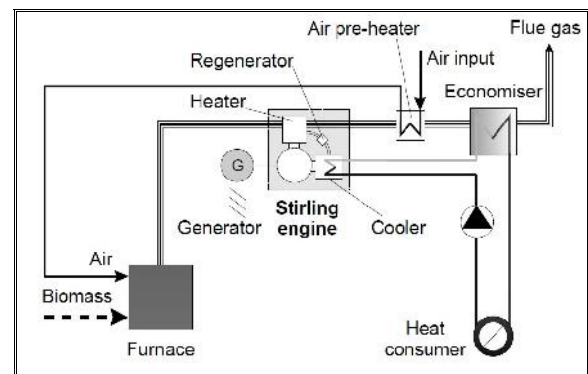 Flue gas
Air pre-heater
Air input
Regenerator
Economiser
Heater
G
Generator
Stirling
engine
Cooler
Air
Biomass
Furnace
Heat
consumer